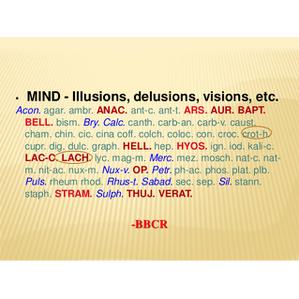 • MIND - Illusions, delusions, visions, etc.
Acon. agar. ambr. ANAC. ant-c. ant-t. ARS. AUR. BAPT.
BELL. bism. Bry. Calc. canth. carb-an. carb-v. caust.
cham. chin. cic. cina coff. colch. coloc. con. croc. crot-h
cupr. dig. dulc. graph. HELL. hep. HYOS. ign. iod. kali-c.
LAC-C. LACH lyc. mag-m. Merc. mez. mosch. nat-c. nat-
m. nit-ac. nux-m. Nux-v. OP. Petr. ph-ac. phos. plat. plb.
Puls. rheum rhod. Rhus-t. Sabad. sec. sep. Sil. stann.
staph. STRAM. Sulph. THUJ. VERAT.
-BBCR